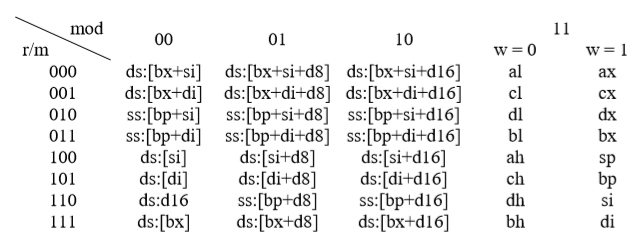 mod 00 01 10 11
r/m w = 0 w = 1
000 ds:[bx+si] ds:[bx+si+d8] ds:[bx+si+d16] al ax
001 ds:[bx+di] ds:[bx+di+d8] ds:[bx+di+d16] cl cx
010 ss:[bp+si] ss:[bp+si+d8] ss:[bp+si+d16] dl dx
011 ss:[bp+di] ss:[bp+di+d8] ss:[bp+di+d16] bl bx
100 ds:[si] ds:[si+d8] ds:[si+d16] ah sp
101 ds:[di] ds:[di+d8] ds:[di+d16] ch bp
110 ds:d16 ss:[bp+d8] ss:[bp+d16] dh si
111 ds:[bx] ds:[bx+d8] ds:[bx+d16] bh di